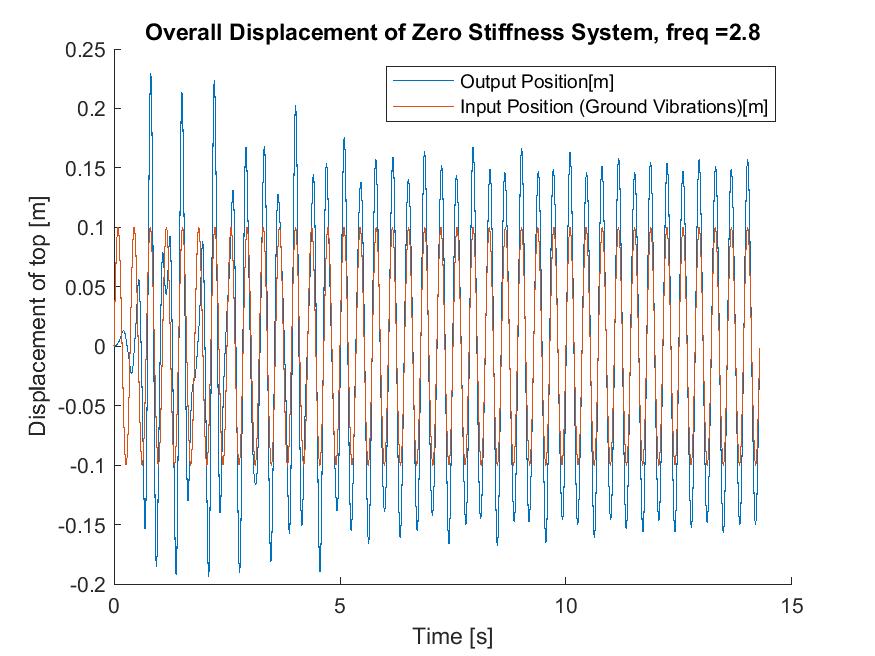 Overall Displacement of Zero Stiffness System, freq =2.8
0.25
Output Position[m]
Input Position (Ground Vibrations)[m]
0.2
0.15
0.1
0.05
0
-0.05
-0.1
-0.15
-0.2
Displacement of top [m]
0 5 10 15
Time [s]